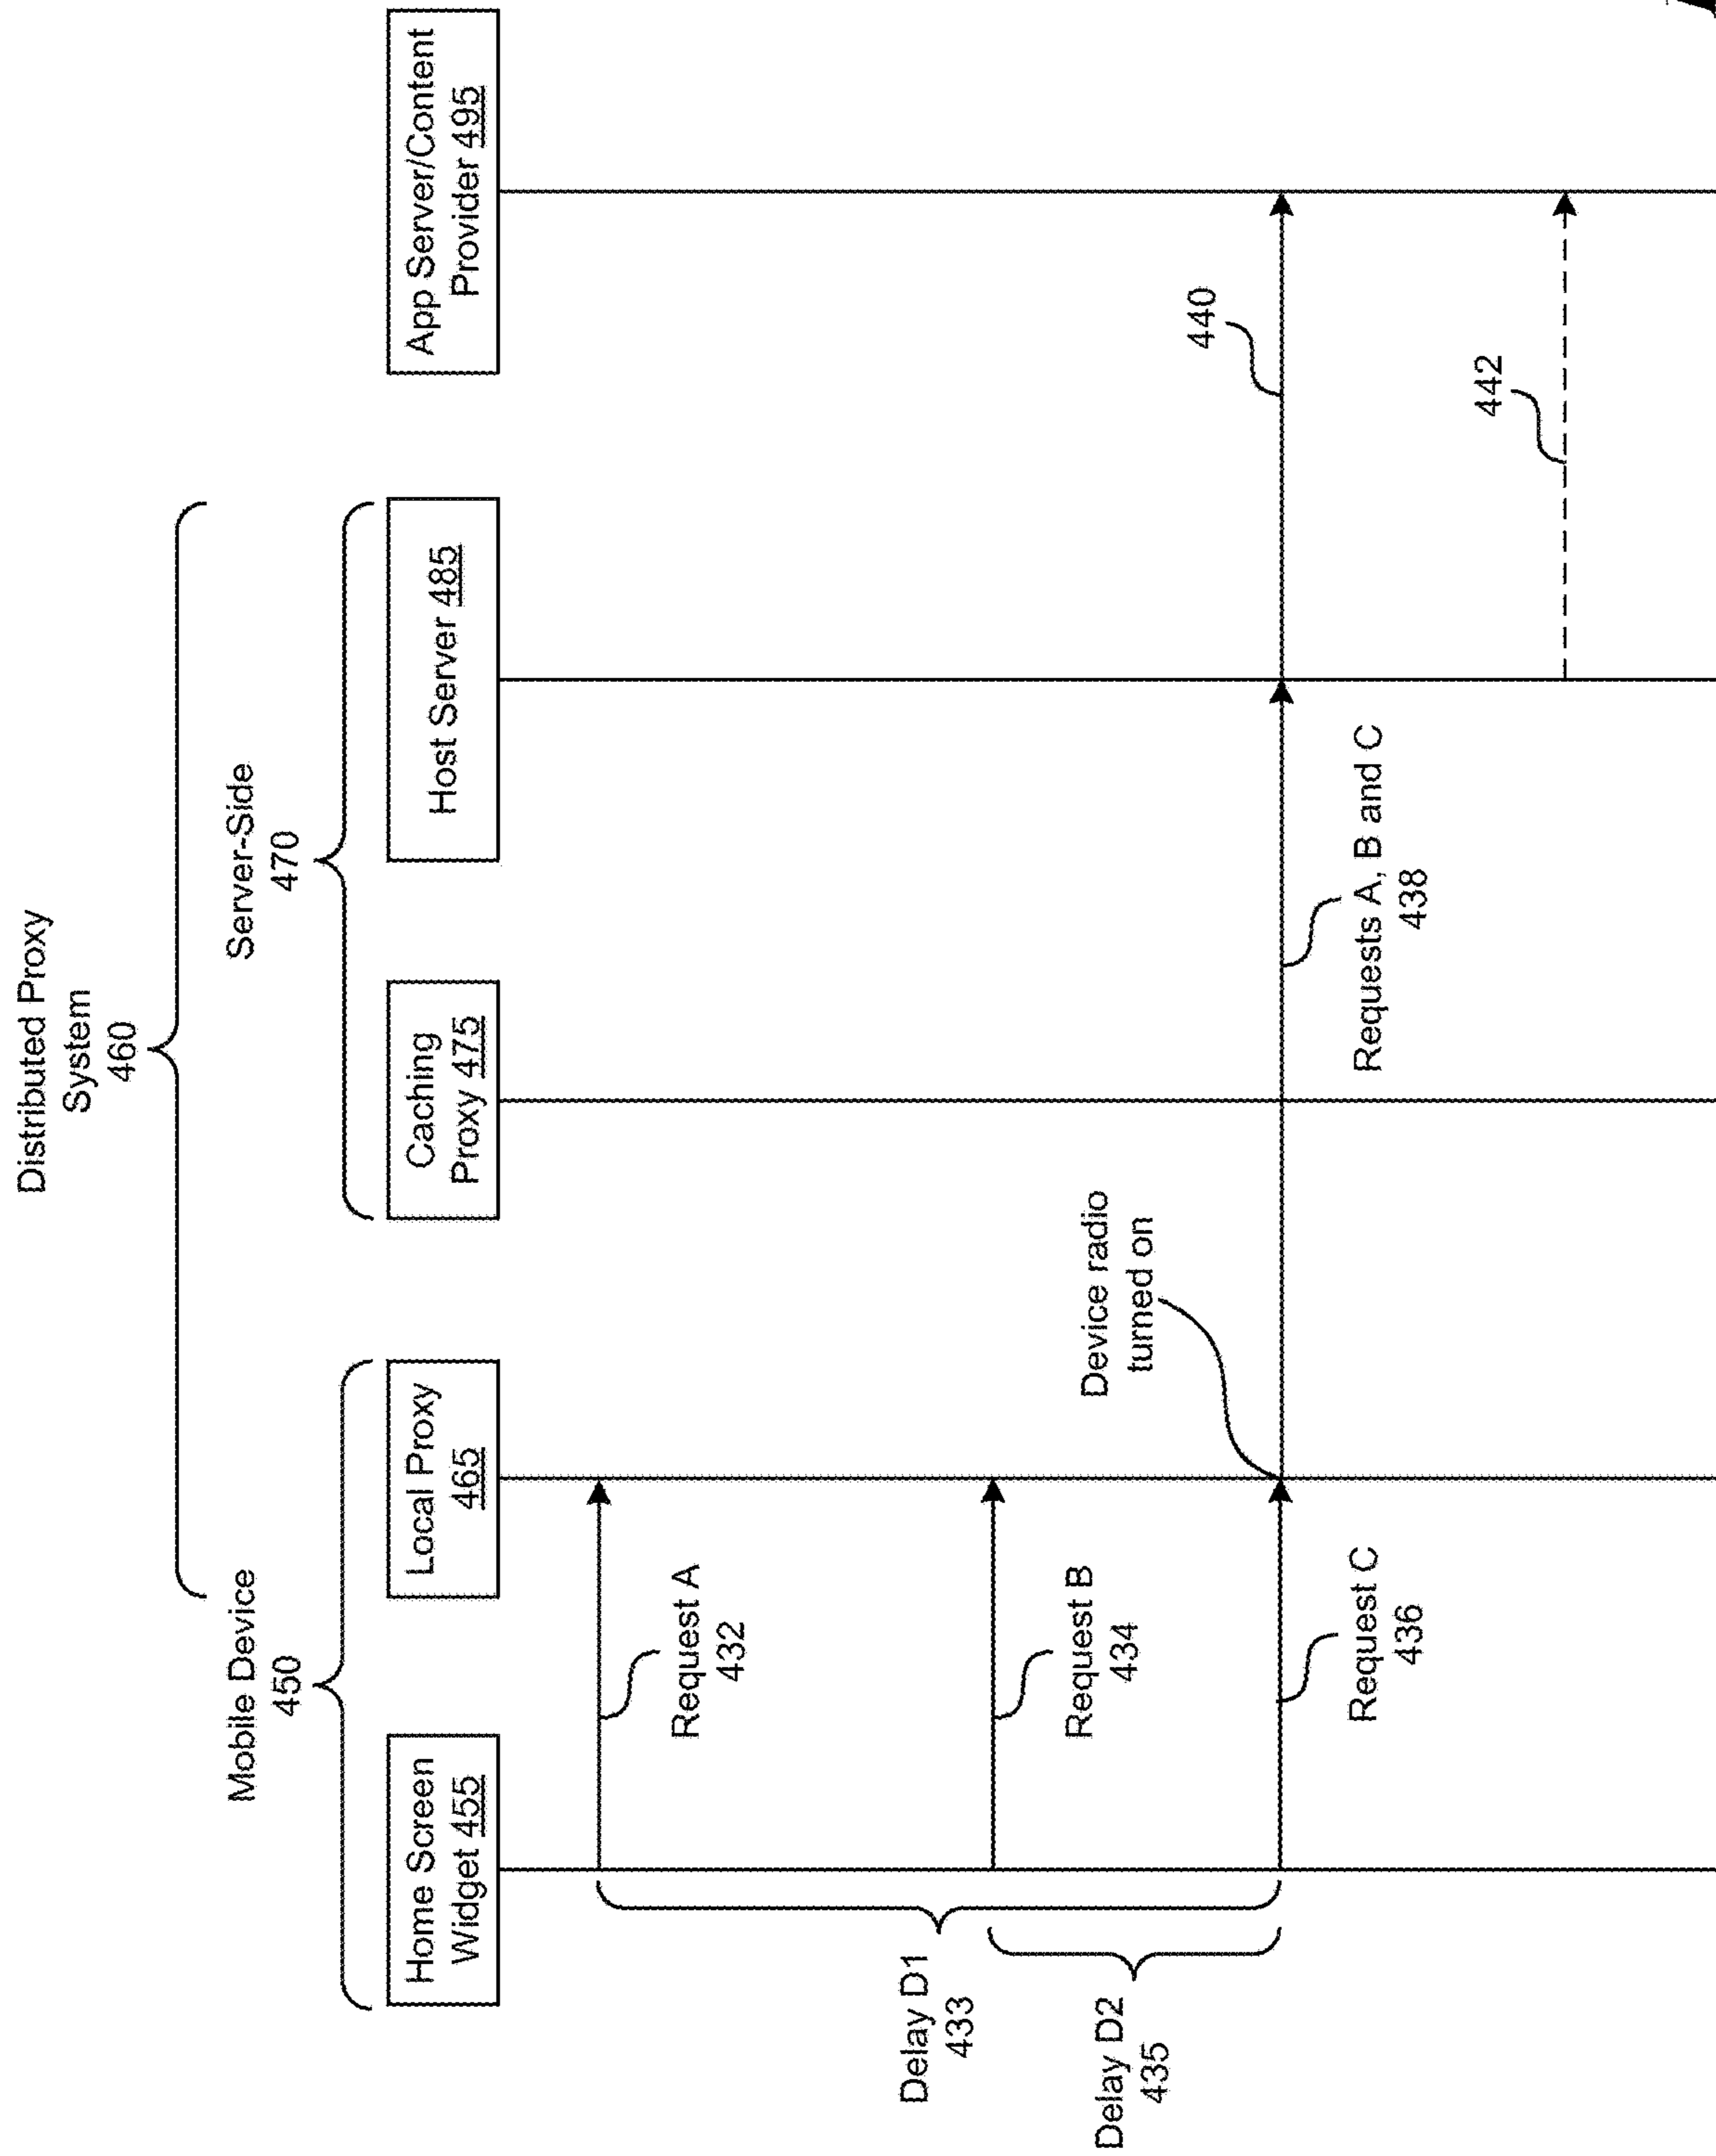 Distributed Proxy
System
460
Mobile Device
450
Server-Side
470
Home Screen
Widget 455
Local Proxy
465
Caching
Proxy 475
Host Server 485
App Server/Content
Provider 495
Request A
432
Delay D1
433
Request B
434
Delay D2
435
Device radio
turned on
440
Request C
436
Requests A, B and C
438
442